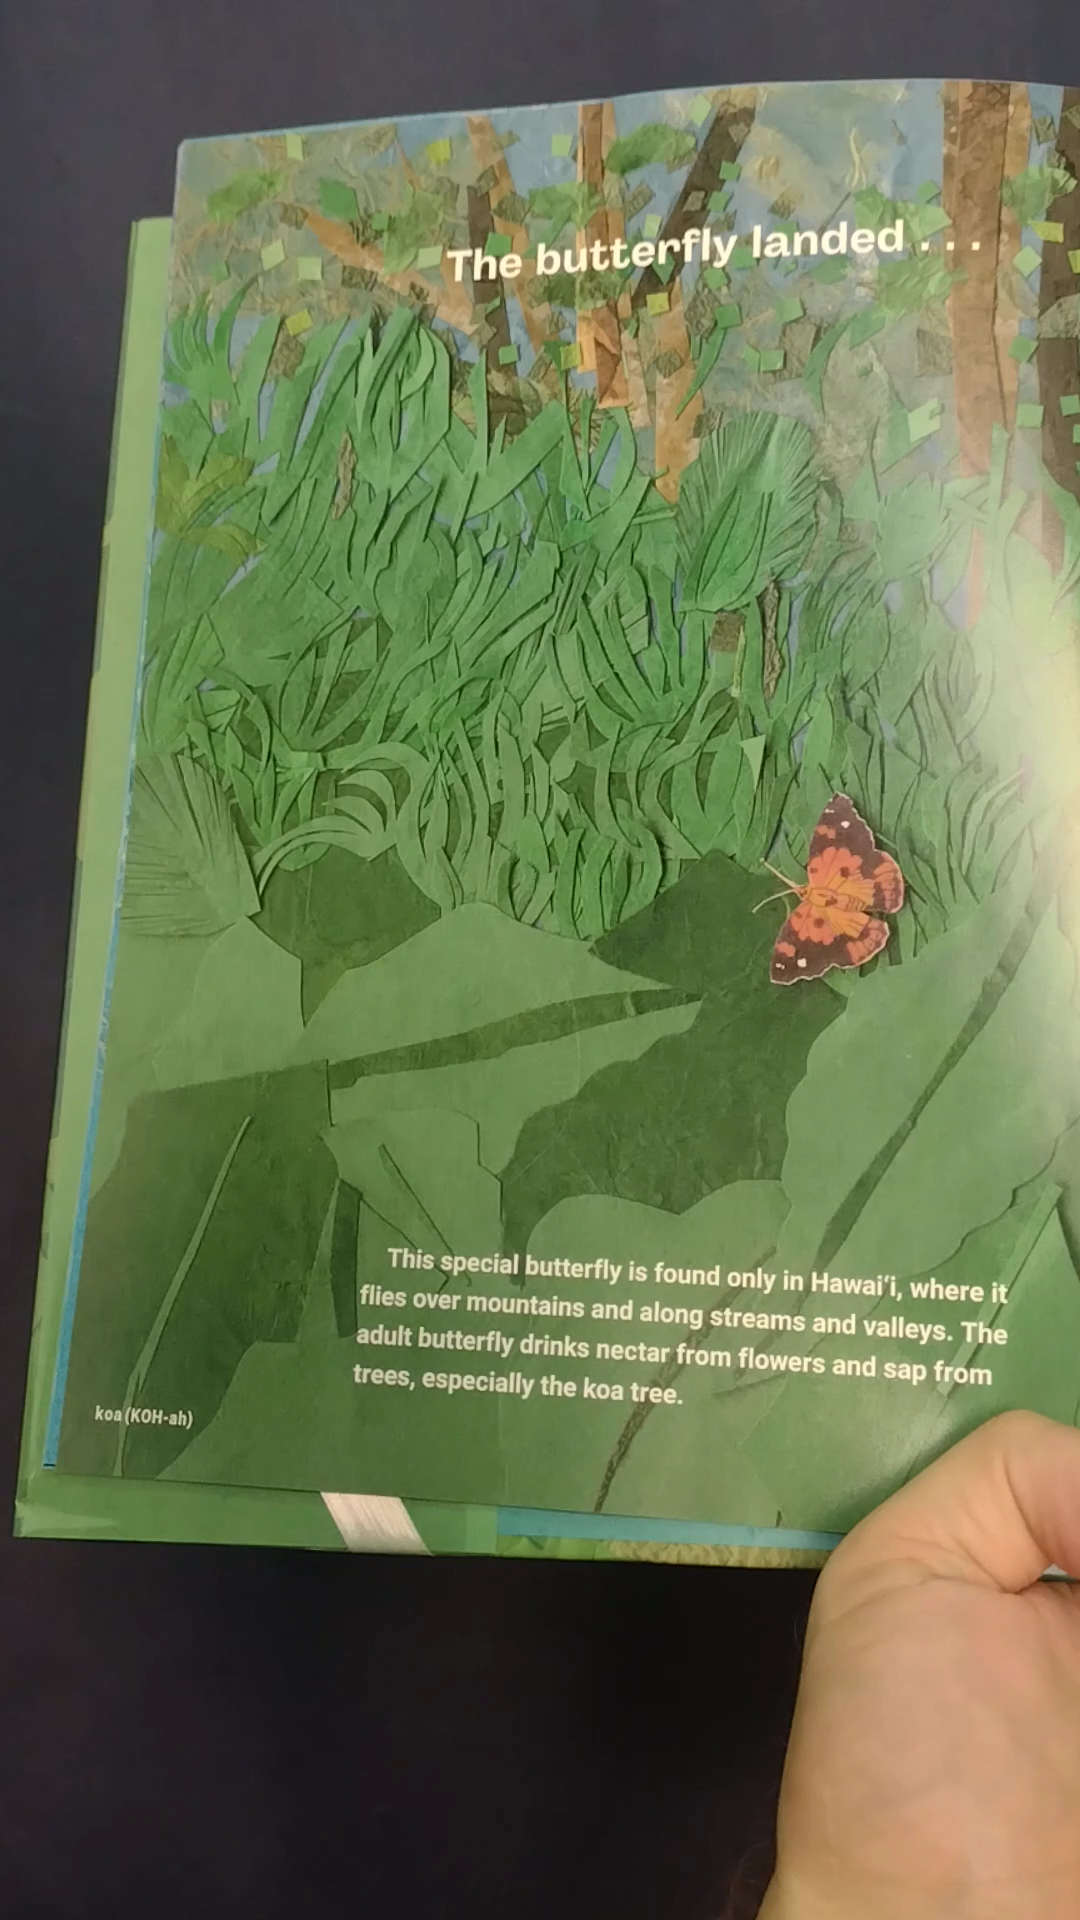 The butterfly landed . . .
This special butterfly is found only in Hawai‘i, where it
flies over mountains and along streams and valleys. The
adult butterfly drinks nectar from flowers and sap from
trees, especially the koa tree.
koa (KOH-ah)